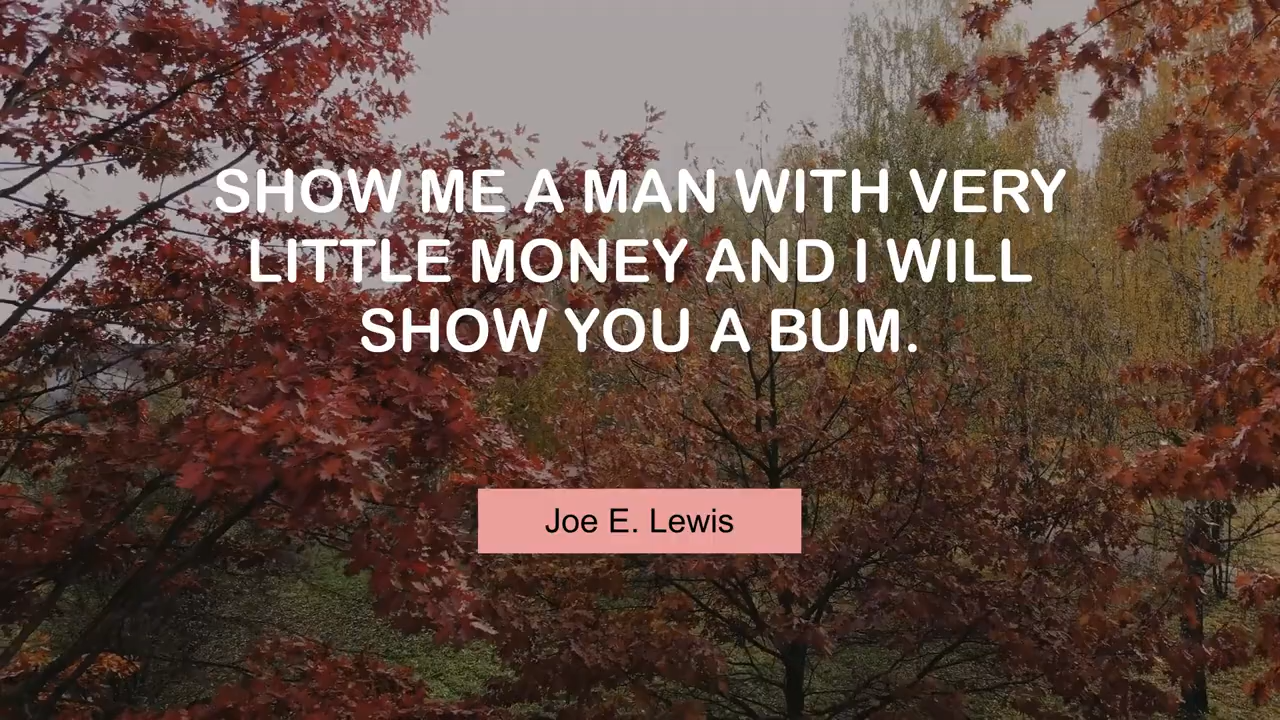 SHOW ME A MAN WITH VERY
LITTLE MONEY AND I WILL
SHOW YOU A BUM.
Joe E. Lewis